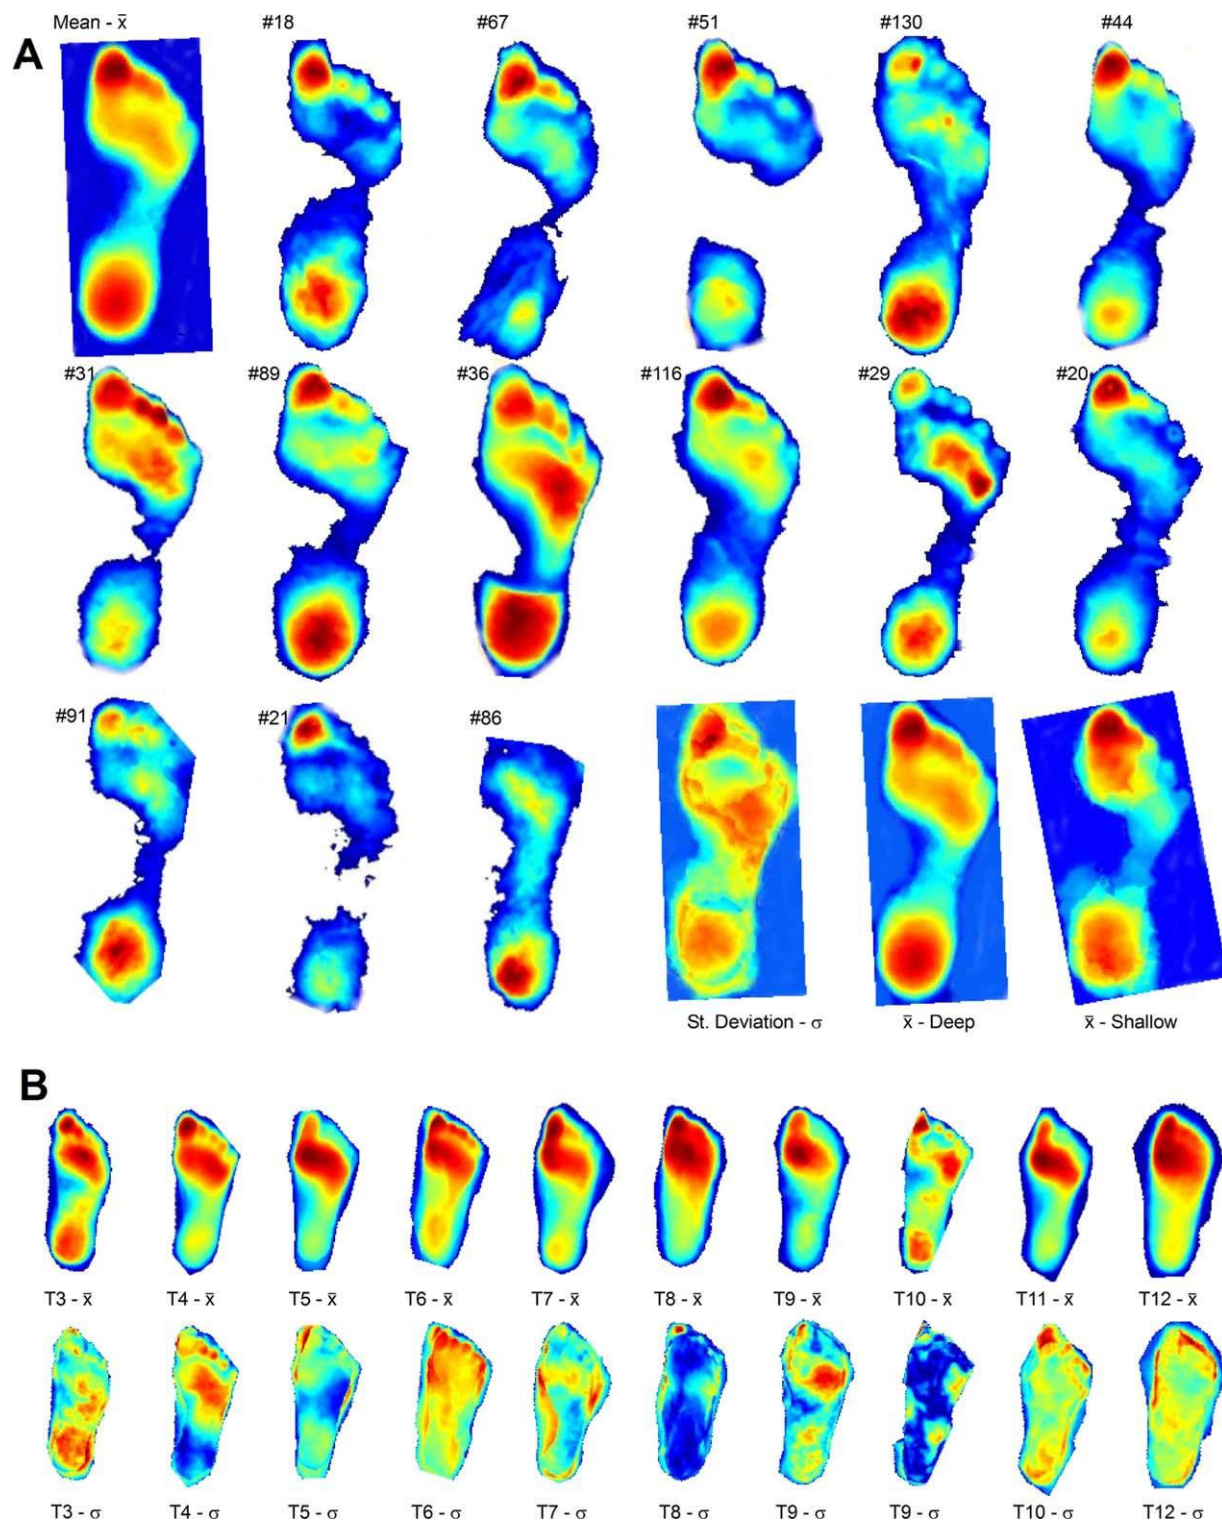 Mean - x̄ #18 #67 #51 #130 #44
A
#31 #89 #36 #116 #29 #20
#91 #21 #86
St. Deviation - σ x̄ - Deep x̄ - Shallow
B
T3 - x̄ T4 - x̄ T5 - x̄ T6 - x̄ T7 - x̄ T8 - x̄ T9 - x̄ T10 - x̄ T11 - x̄ T12 - x̄
T3 - σ T4 - σ T5 - σ T6 - σ T7 - σ T8 - σ T9 - σ T9 - σ T10 - σ T12 - σ